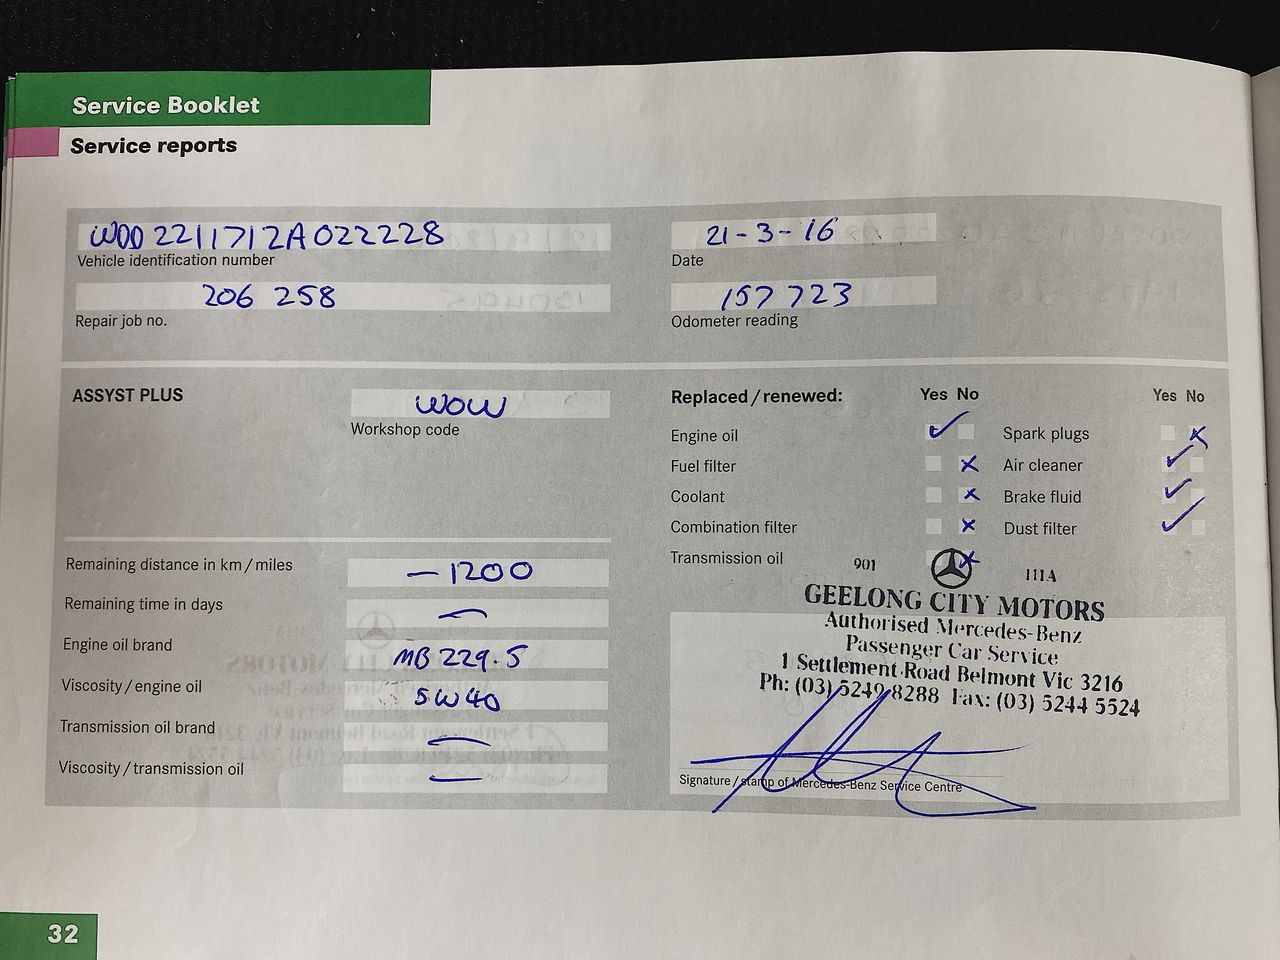 Service Booklet
Service reports
WDD 2211712A022228
Vehicle identification number
21-3-16
Date
206 258
Repair job no.
157 723
Odometer reading
ASSYST PLUS
WOW
Workshop code
Remaining distance in km/miles
— 1200
Remaining time in days
—
Engine oil brand
MB 229.5
Viscosity/engine oil
5W40
Transmission oil brand
—
Viscosity/transmission oil
—
Replaced/renewed: Yes No Yes No
Engine oil ✓ Spark plugs x
Fuel filter x Air cleaner ✓
Coolant x Brake fluid ✓
Combination filter x Dust filter ✓
Transmission oil x
901 111A
GEELONG CITY MOTORS
Authorised Mercedes-Benz
Passenger Car Service
1 Settlement Road Belmont Vic 3216
Ph: (03) 5249 8288 Fax: (03) 5244 5524
Signature/stamp of Mercedes-Benz Service Centre
32